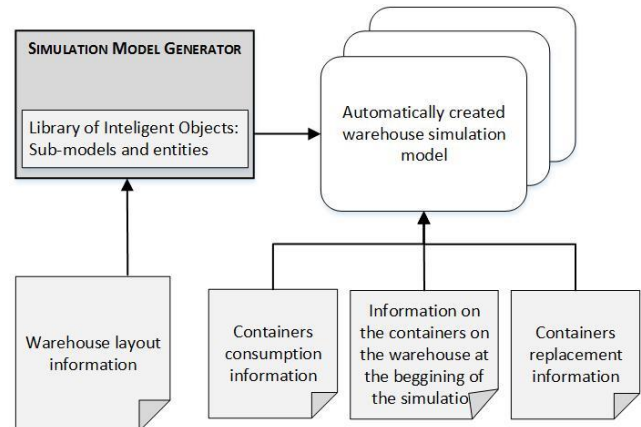 SIMULATION MODEL GENERATOR
Library of Inteligent Objects:
Sub-models and entities
Automatically created
warehouse simulation
model
Warehouse layout
information
Containers
consumption
information
Information on
the containers on
the warehouse at
the beggining of
the simulation
Containers
replacement
information